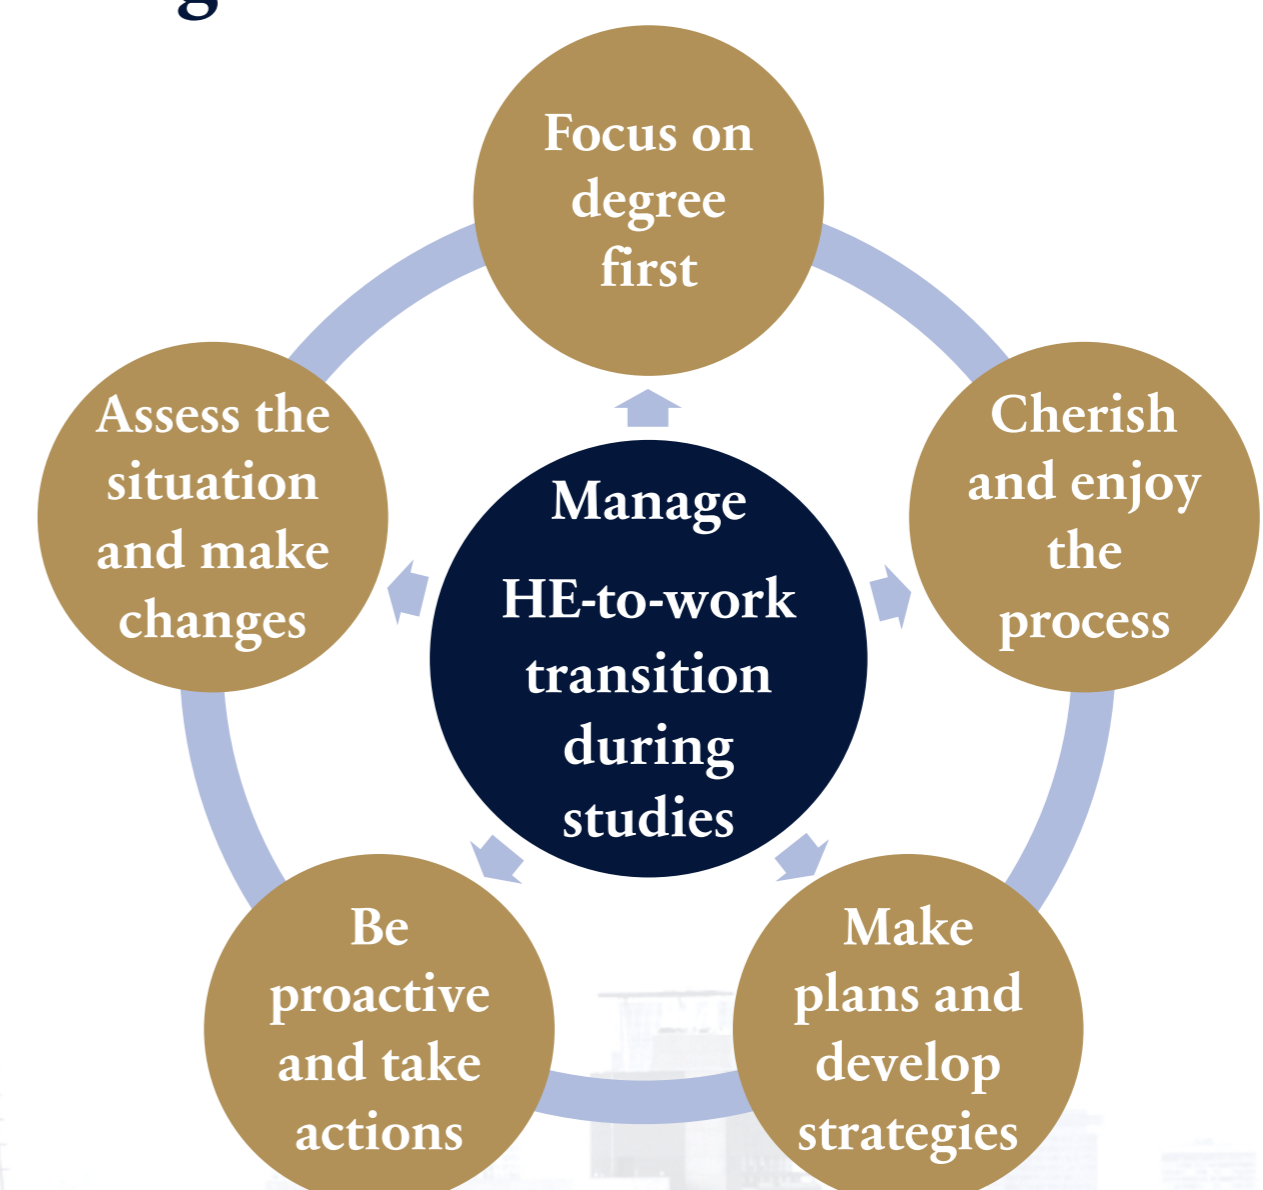 Focus on
degree
first
Cherish
and enjoy
the
process
Make
plans and
develop
strategies
Be
proactive
and take
actions
Assess the
situation
and make
changes
Manage
HE-to-work
transition
during
studies